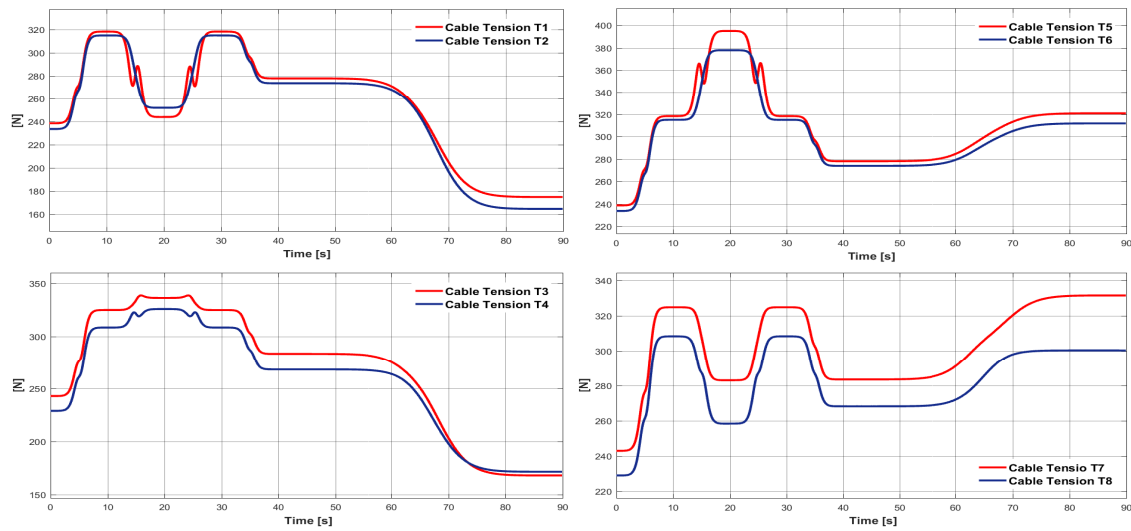 320
280
240
200
160
[N]
Cable Tension T1
Cable Tension T2
0 10 20 30 40 50 60 70 80 90
Time [s]
400
380
360
340
320
300
280
260
240
220
[N]
Cable Tension T5
Cable Tension T6
0 10 20 30 40 50 60 70 80 90
Time [s]
350
300
250
200
150
[N]
Cable Tension T3
Cable Tension T4
0 10 20 30 40 50 60 70 80 90
Time [s]
340
320
300
280
260
240
220
[N]
Cable Tensio T7
Cable Tension T8
0 10 20 30 40 50 60 70 80 90
Time [s]